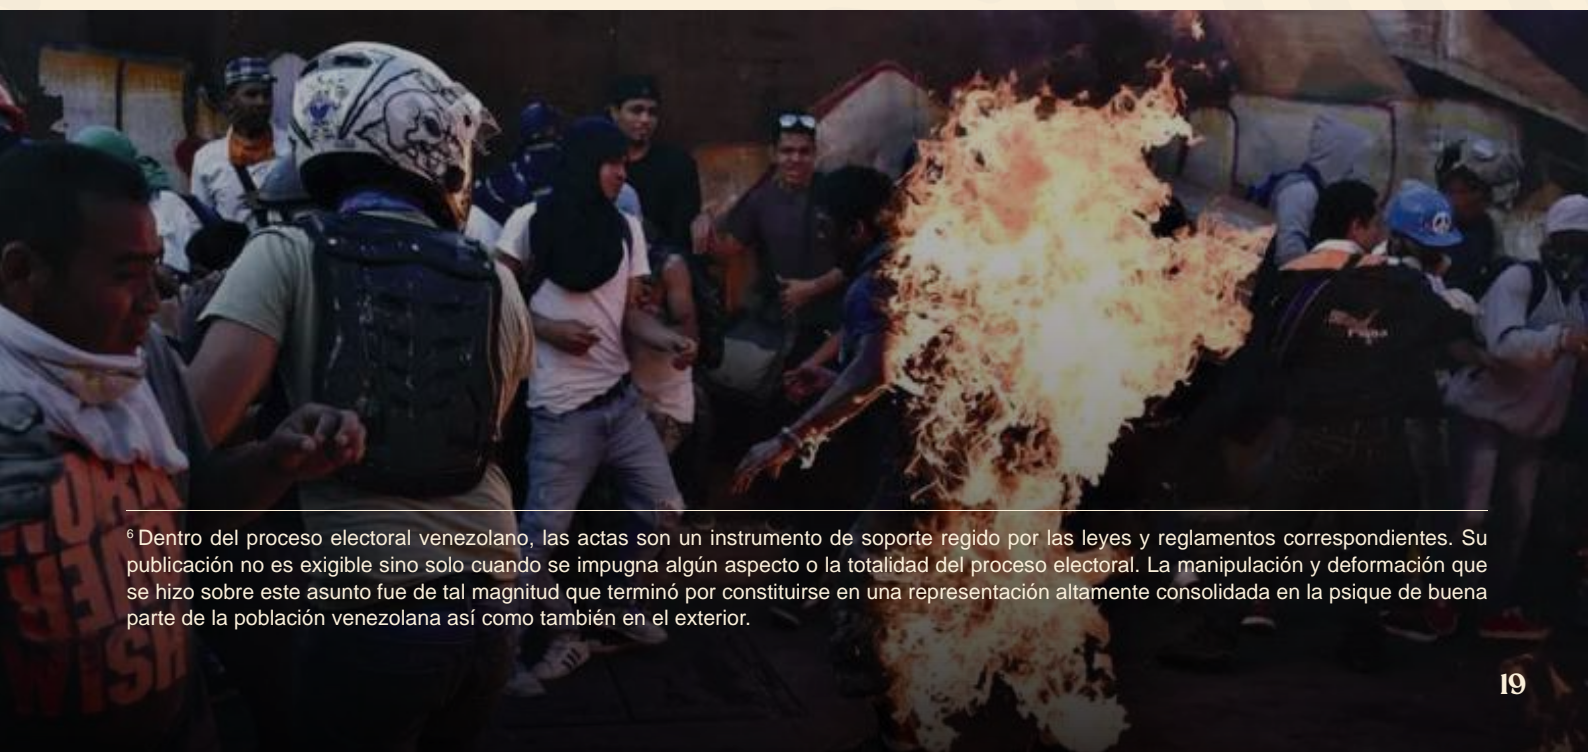 6 Dentro del proceso electoral venezolano, las actas son un instrumento de soporte regido por las leyes y reglamentos correspondientes. Su
publicación no es exigible sino solo cuando se impugna algún aspecto o la totalidad del proceso electoral. La manipulación y deformación que
se hizo sobre este asunto fue de tal magnitud que terminó por constituirse en una representación altamente consolidada en la psique de buena
parte de la población venezolana así como también en el exterior.
WISH
19